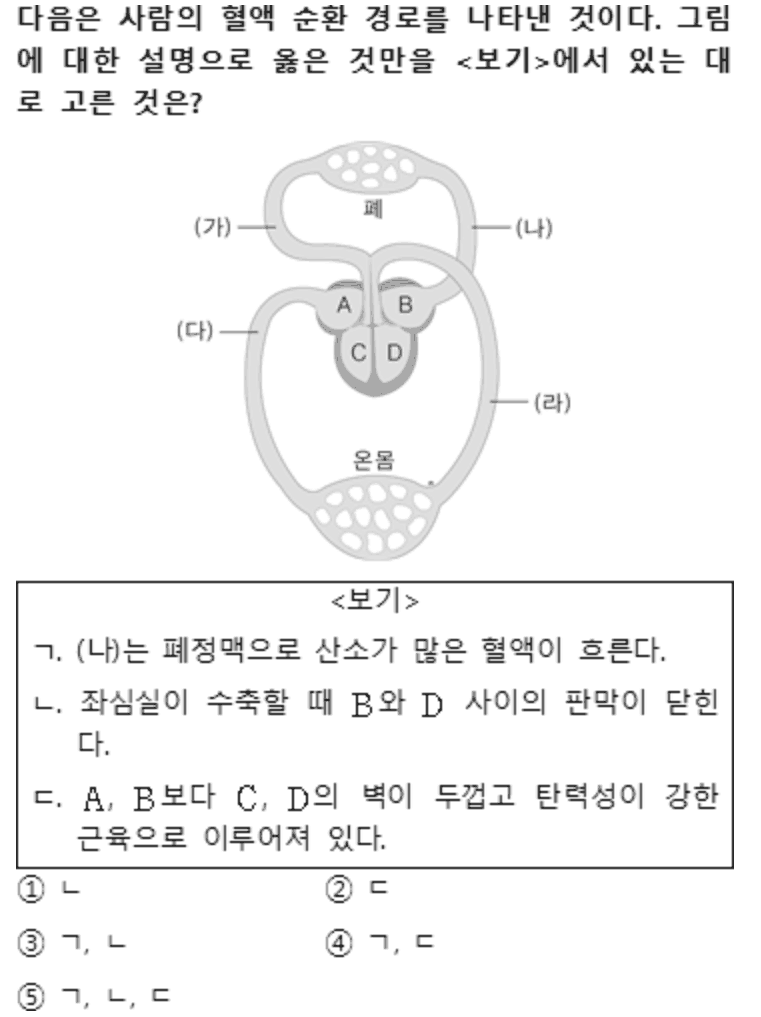 다음은 사람의 혈액 순환 경로를 나타낸 것이다. 그림
에 대한 설명으로 옳은 것만을 <보기>에서 있는 대
로 고른 것은?
폐
(가)
(나)
A
B
(다)
C
D
(라)
온몸
<보기>
ㄱ. (나)는 폐정맥으로 산소가 많은 혈액이 흐른다.
ㄴ. 좌심실이 수축할 때 B와 D 사이의 판막이 닫힌
다.
ㄷ. A, B보다 C, D의 벽이 두껍고 탄력성이 강한
근육으로 이루어져 있다.
① ㄴ ② ㄷ
③ ㄱ, ㄴ ④ ㄱ, ㄷ
⑤ ㄱ, ㄴ, ㄷ